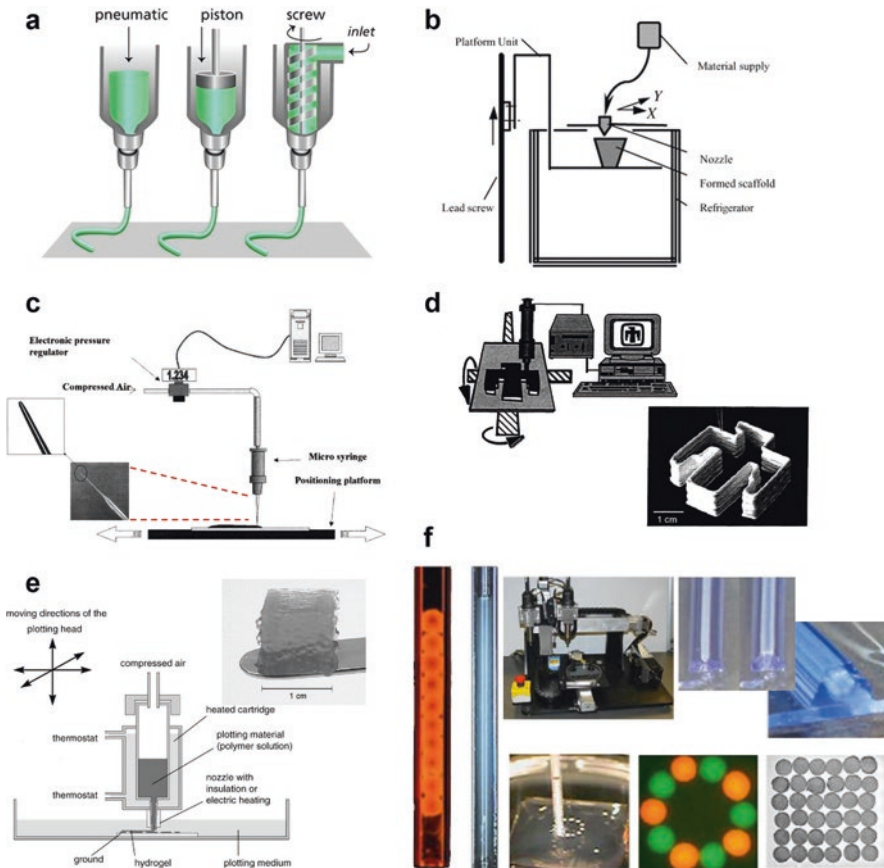 a
pneumatic
piston
screw
inlet
b
Platform Unit
Material supply
Y
X
Nozzle
Formed scaffold
Refrigerator
Lead screw
c
Electronic pressure
regulator
1.234
Compressed Air
Micro syringe
Positioning platform
d
1 cm
e
moving directions of the
plotting head
compressed air
1 cm
heated cartridge
thermostat
plotting material
(polymer solution)
thermostat
nozzle with
insulation or
electric heating
ground
hydrogel
plotting medium
f